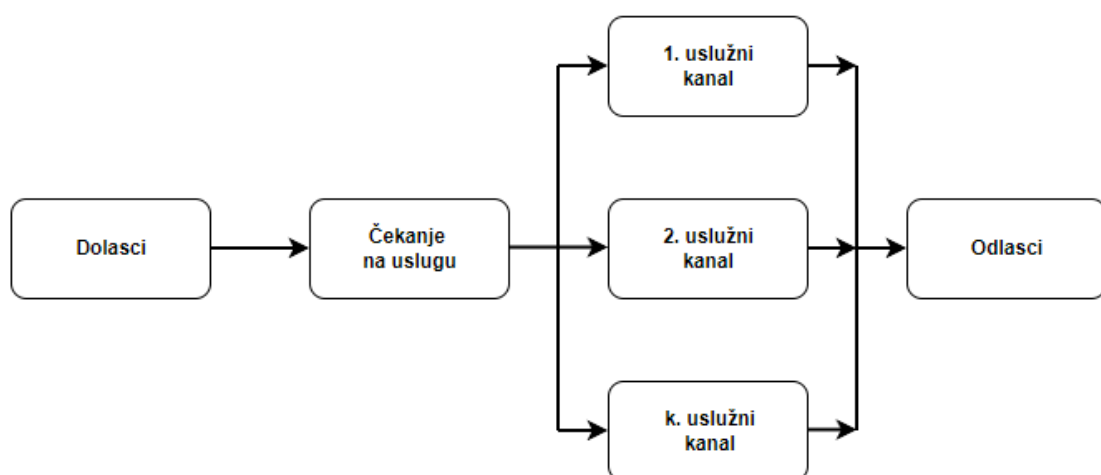 Dolasci
Čekanje
na uslugu
1. uslužni
kanal
2. uslužni
kanal
k. uslužni
kanal
Odlasci